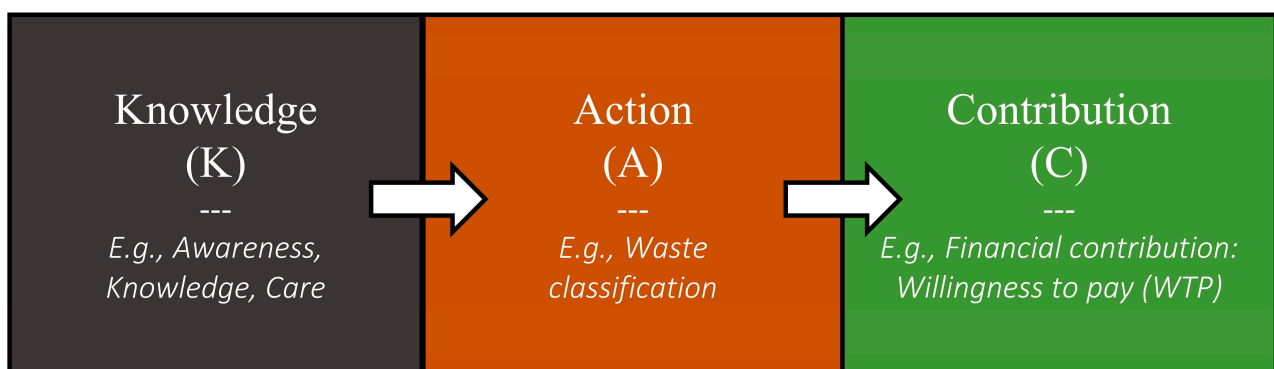 Knowledge
(K)
---
E.g., Awareness,
Knowledge, Care
Action
(A)
---
E.g., Waste
classification
Contribution
(C)
---
E.g., Financial contribution:
Willingness to pay (WTP)